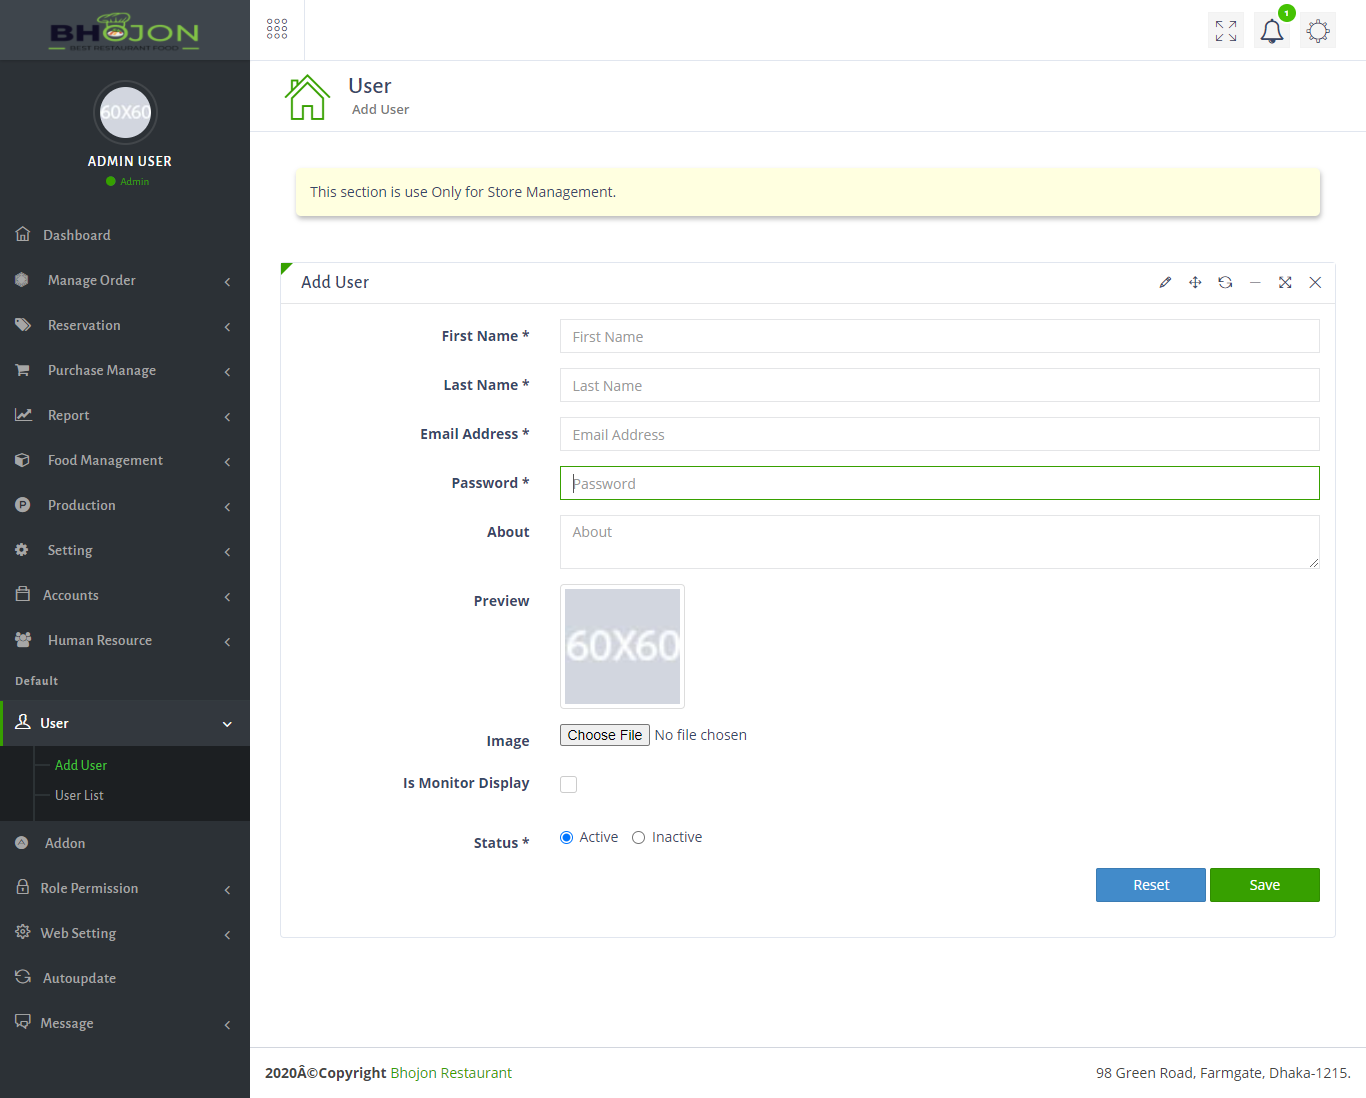 BHOJON
BEST RESTAURANT FOOD
1
60X60
ADMIN USER
Admin
Dashboard
Manage Order
Reservation
Purchase Manage
Report
Food Management
Production
Setting
Accounts
Human Resource
Default
User
Add User
User List
Addon
Role Permission
Web Setting
Autoupdate
Message
User
Add User
This section is use Only for Store Management.
Add User
First Name * First Name
Last Name * Last Name
Email Address * Email Address
Password * Password
About About
Preview 60X60
Image Choose File No file chosen
Is Monitor Display
Status * Active Inactive
Reset Save
2020Â©Copyright Bhojon Restaurant 98 Green Road, Farmgate, Dhaka-1215.